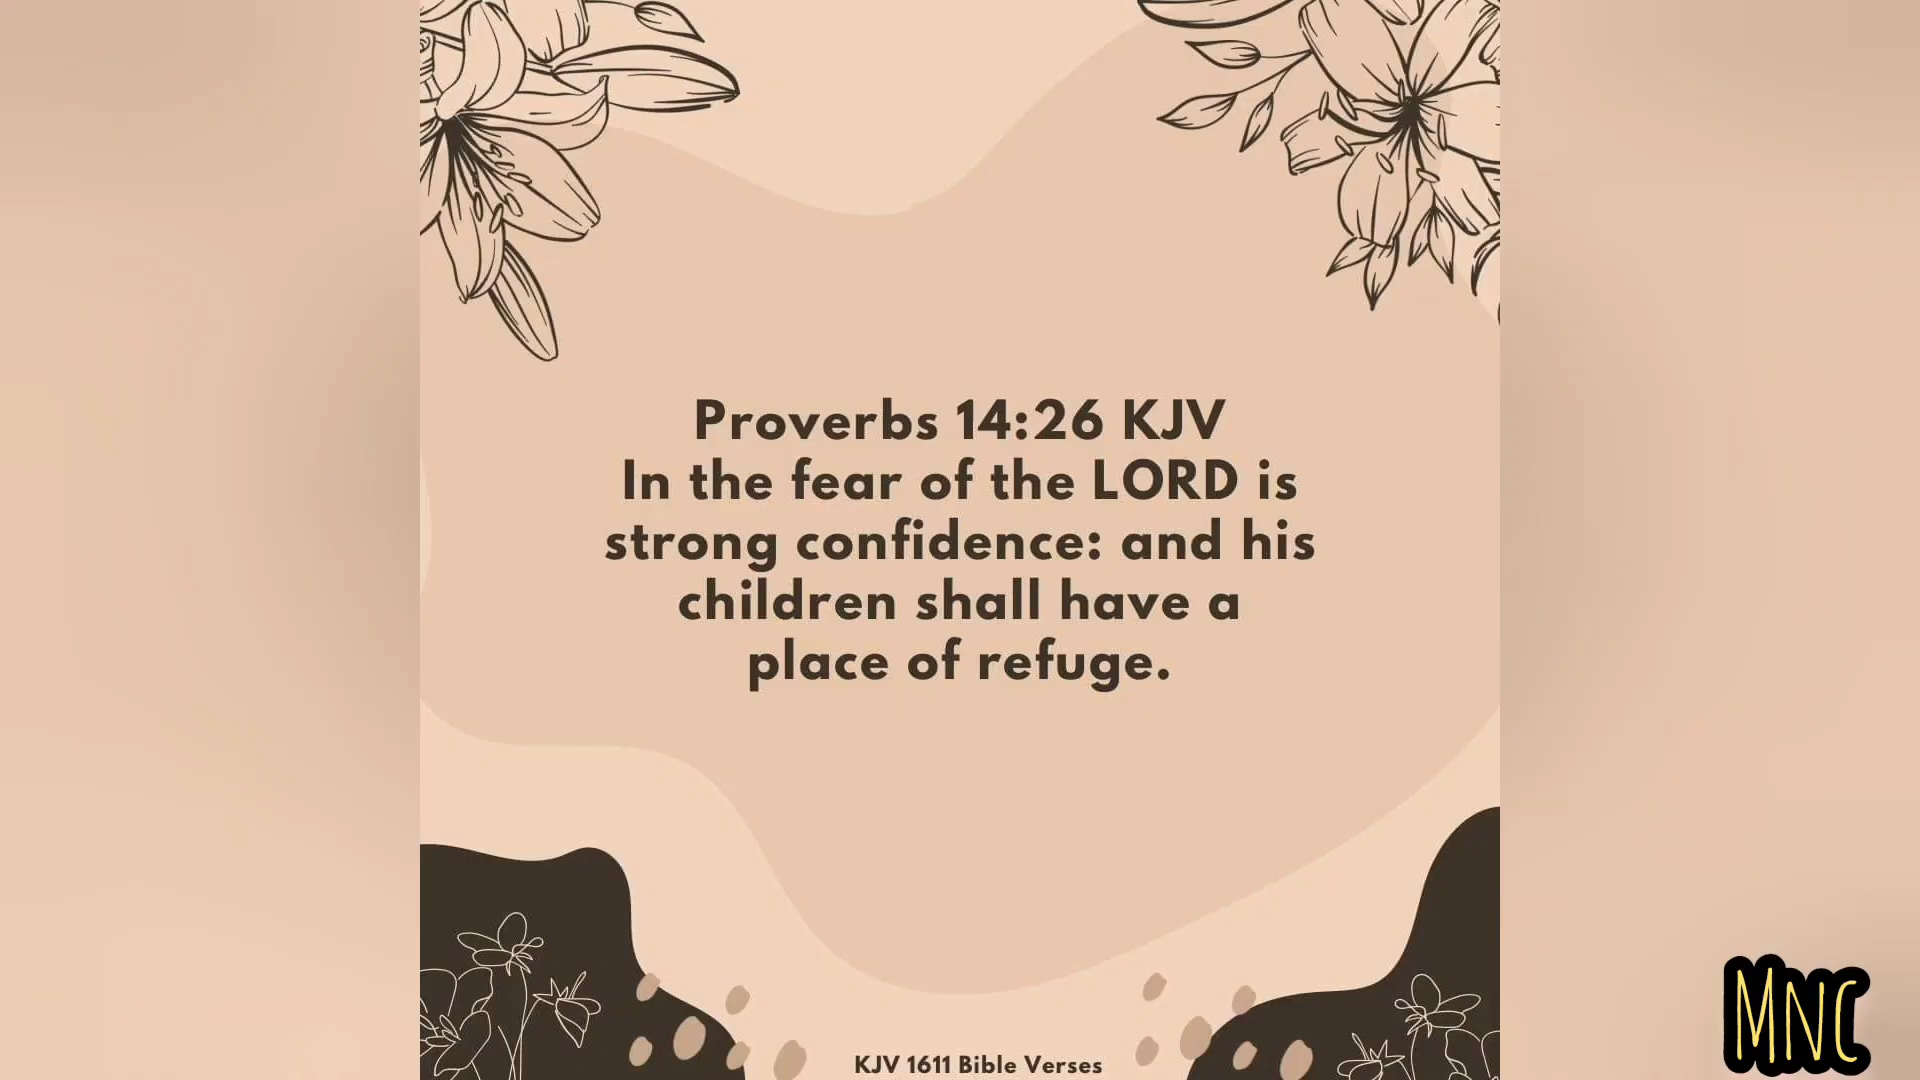 Proverbs 14:26 KJV
In the fear of the LORD is
strong confidence: and his
children shall have a
place of refuge.
KJV 1611 Bible Verses
MNC